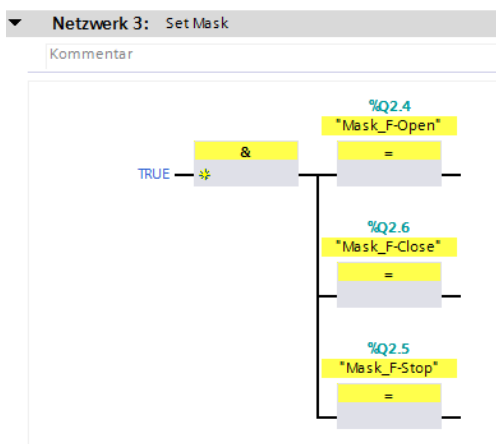 Netzwerk 3: Set Mask
Kommentar
%Q2.4
"Mask_F-Open"
&
=
TRUE
%Q2.6
"Mask_F-Close"
=
%Q2.5
"Mask_F-Stop"
=